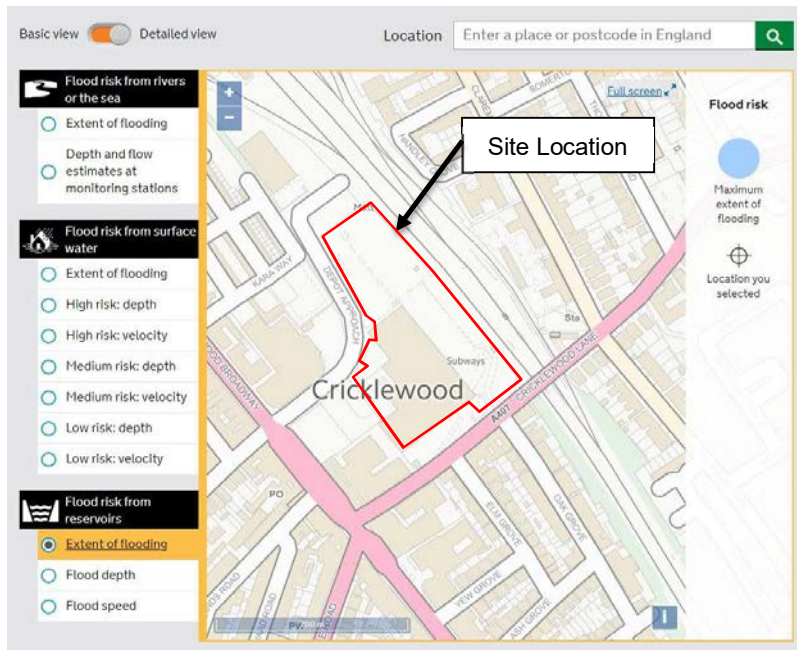 Basic view
Detailed view
Location
Enter a place or postcode in England
Flood risk from rivers
or the sea
Extent of flooding
Depth and flow
estimates at
monitoring stations
Flood risk from surface
water
Extent of flooding
High risk: depth
High risk: velocity
Medium risk: depth
Medium risk: velocity
Low risk: depth
Low risk: velocity
Flood risk from
reservoirs
Extent of flooding
Flood depth
Flood speed
+
-
Full screen
Site Location
HANDLEY GROVE
KARA WAY
DEPOT APPROACH
Sta
Subways
Cricklewood
A407 CRICKLEWOOD LANE
PO
ELM GROVE
OAK GROVE
YEW GROVE
ASH GROVE
i
Flood risk
Maximum
extent of
flooding
Location you
selected